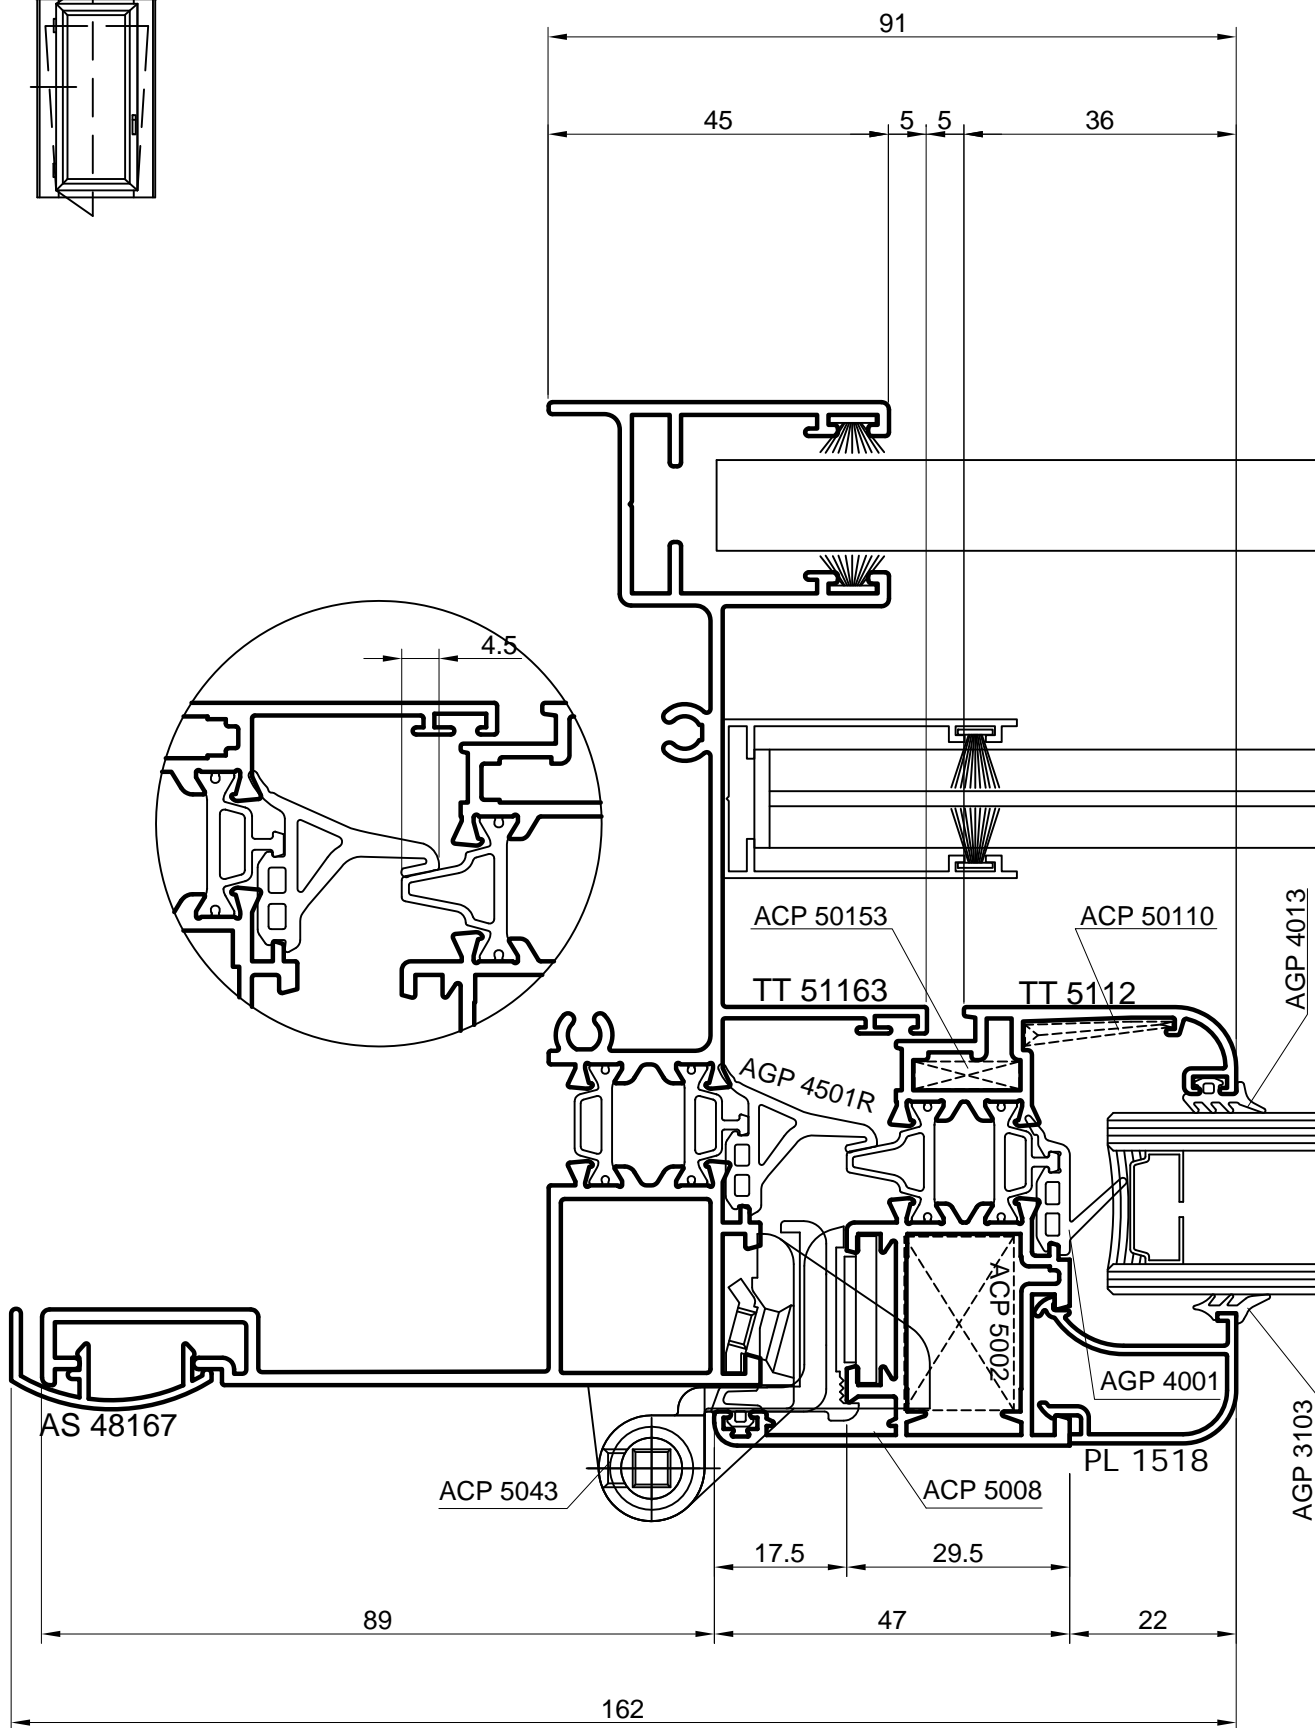 91
45
5
5
36
4.5
ACP 50153
ACP 50110
AGP 4013
TT 51163
TT 5112
AGP 4501R
ACP 5002
AGP 4001
AS 48167
AGP 3103
PL 1518
ACP 5043
ACP 5008
17.5
29.5
89
47
22
162